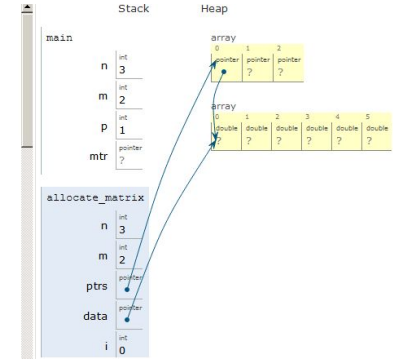 Stack Heap
main
n int 3
m int 2
p int 1
mtr pointer ?
array
0 1 2
pointer pointer pointer
? ?
array
0 1 2 3 4 5
double double double double double double
? ? ? ? ? ?
allocate_matrix
n int 3
m int 2
ptrs pointer
data pointer
i int 0